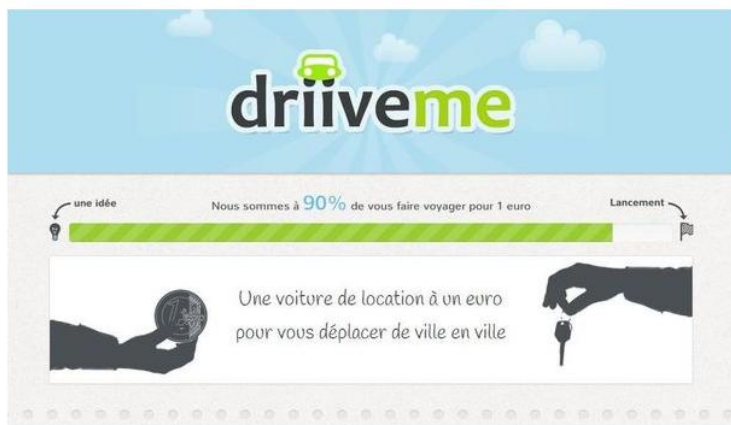 driiveme
une idée
Nous sommes à 90% de vous faire voyager pour 1 euro
Lancement
Une voiture de location à un euro
pour vous déplacer de ville en ville
1